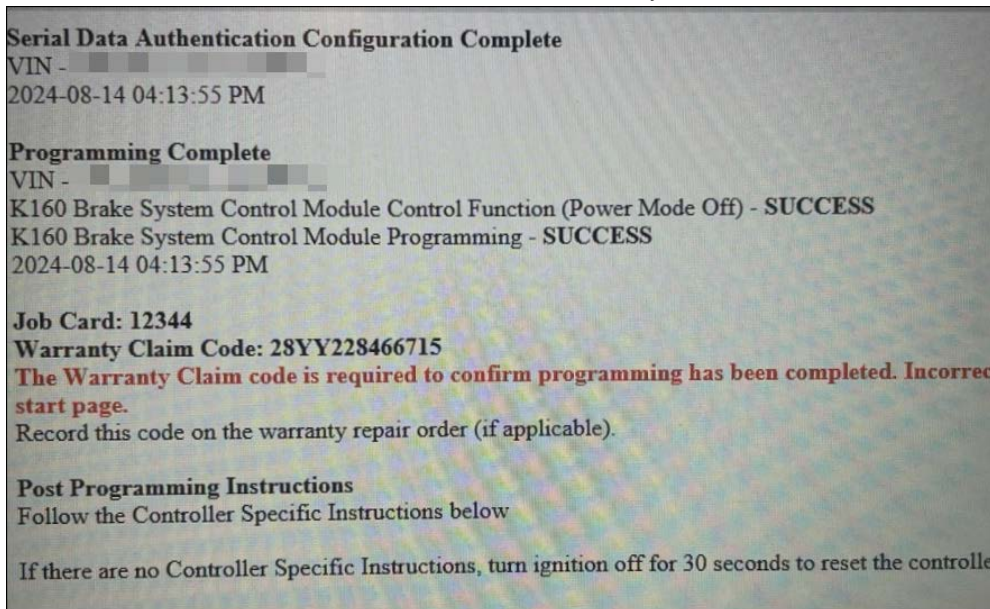 Serial Data Authentication Configuration Complete
VIN -
2024-08-14 04:13:55 PM
Programming Complete
VIN -
K160 Brake System Control Module Control Function (Power Mode Off) - SUCCESS
K160 Brake System Control Module Programming - SUCCESS
2024-08-14 04:13:55 PM
Job Card: 12344
Warranty Claim Code: 28YY228466715
The Warranty Claim code is required to confirm programming has been completed. Incorrec
start page.
Record this code on the warranty repair order (if applicable).
Post Programming Instructions
Follow the Controller Specific Instructions below
If there are no Controller Specific Instructions, turn ignition off for 30 seconds to reset the controlle